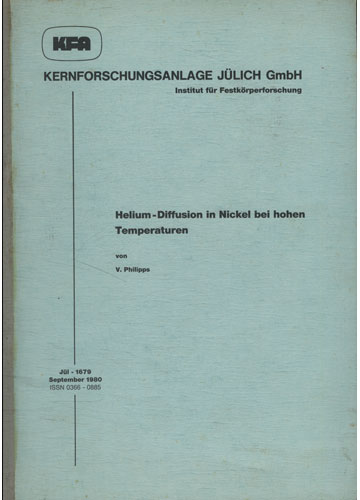 KFA
KERNFORSCHUNGSANLAGE JÜLICH GmbH
Institut für Festkörperforschung
Helium-Diffusion in Nickel bei hohen
Temperaturen
von
V. Philipps
Jül - 1679
September 1980
ISSN 0366 - 0885